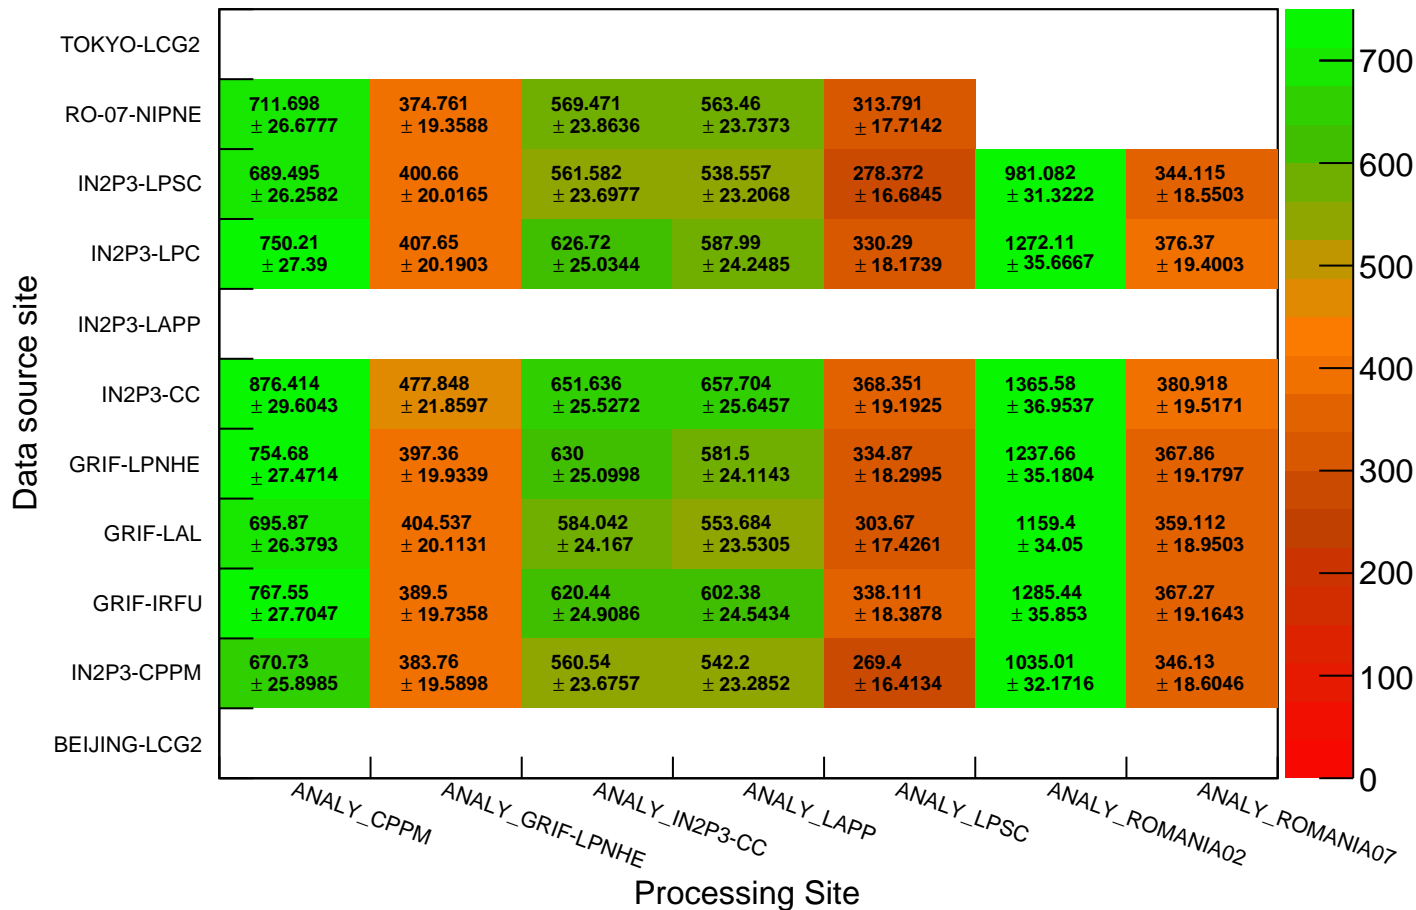 Data source site
TOKYO-LCG2
RO-07-NIPNE
711.698 374.761 569.471 563.46 313.791
± 26.6777 ± 19.3588 ± 23.8636 ± 23.7373 ± 17.7142
IN2P3-LPSC
689.495 400.66 561.582 538.557 278.372 981.082 344.115
± 26.2582 ± 20.0165 ± 23.6977 ± 23.2068 ± 16.6845 ± 31.3222 ± 18.5503
IN2P3-LPC
750.21 407.65 626.72 587.99 330.29 1272.11 376.37
± 27.39 ± 20.1903 ± 25.0344 ± 24.2485 ± 18.1739 ± 35.6667 ± 19.4003
IN2P3-LAPP
IN2P3-CC
876.414 477.848 651.636 657.704 368.351 1365.58 380.918
± 29.6043 ± 21.8597 ± 25.5272 ± 25.6457 ± 19.1925 ± 36.9537 ± 19.5171
GRIF-LPNHE
754.68 397.36 630 581.5 334.87 1237.66 367.86
± 27.4714 ± 19.9339 ± 25.0998 ± 24.1143 ± 18.2995 ± 35.1804 ± 19.1797
GRIF-LAL
695.87 404.537 584.042 553.684 303.67 1159.4 359.112
± 26.3793 ± 20.1131 ± 24.167 ± 23.5305 ± 17.4261 ± 34.05 ± 18.9503
GRIF-IRFU
767.55 389.5 620.44 602.38 338.111 1285.44 367.27
± 27.7047 ± 19.7358 ± 24.9086 ± 24.5434 ± 18.3878 ± 35.853 ± 19.1643
IN2P3-CPPM
670.73 383.76 560.54 542.2 269.4 1035.01 346.13
± 25.8985 ± 19.5898 ± 23.6757 ± 23.2852 ± 16.4134 ± 32.1716 ± 18.6046
BEIJING-LCG2
ANALY_CPPM
ANALY_GRIF-LPNHE
ANALY_IN2P3-CC
ANALY_LAPP
ANALY_LPSC
ANALY_ROMANIA02
ANALY_ROMANIA07
Processing Site
700
600
500
400
300
200
100
0